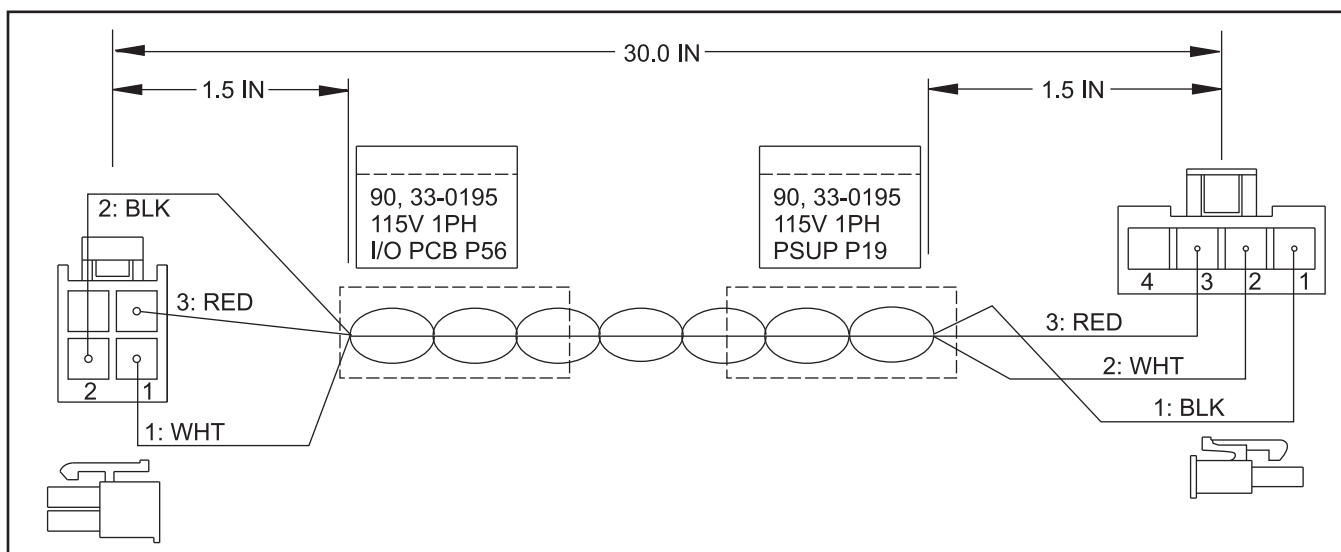 30.0 IN
1.5 IN
1.5 IN
90, 33-0195
115V 1PH
I/O PCB P56
90, 33-0195
115V 1PH
PSUP P19
2: BLK
3: RED
2 1
1: WHT
4 3 2 1
3: RED
2: WHT
1: BLK